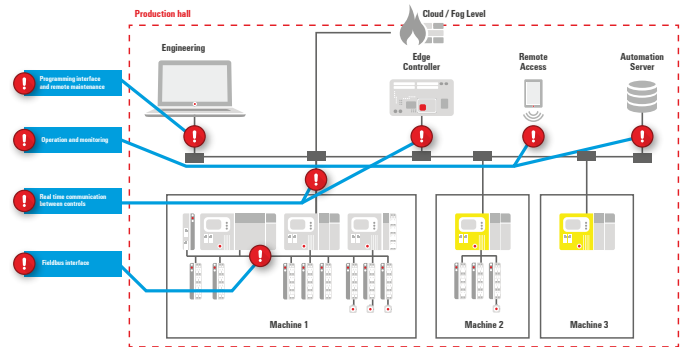 Production hall
Cloud / Fog Level
Engineering
Edge
Controller
Remote
Access
Automation
Server
Programming interface
and remote maintenance
Operation and monitoring
Real time communication
between controls
Fieldbus interface
Machine 1
Machine 2
Machine 3